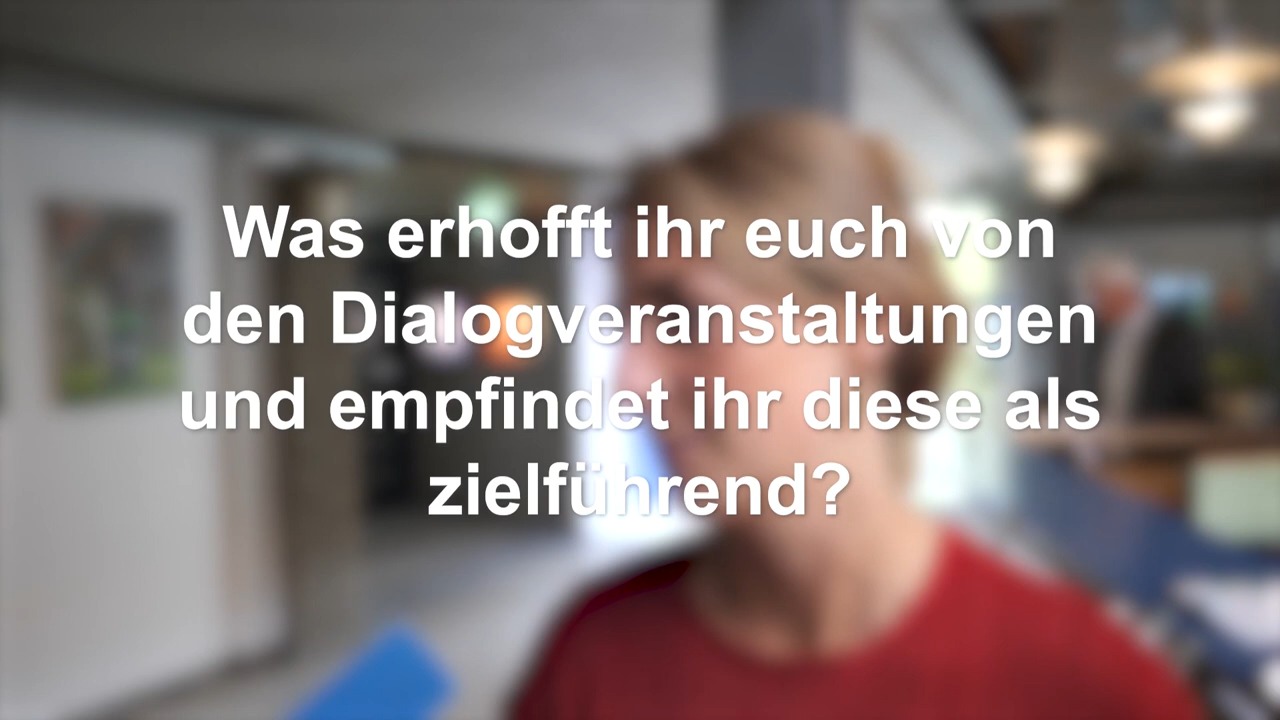 Was erhofft ihr euch von
den Dialogveranstaltungen
und empfindet ihr diese als
zielführend?